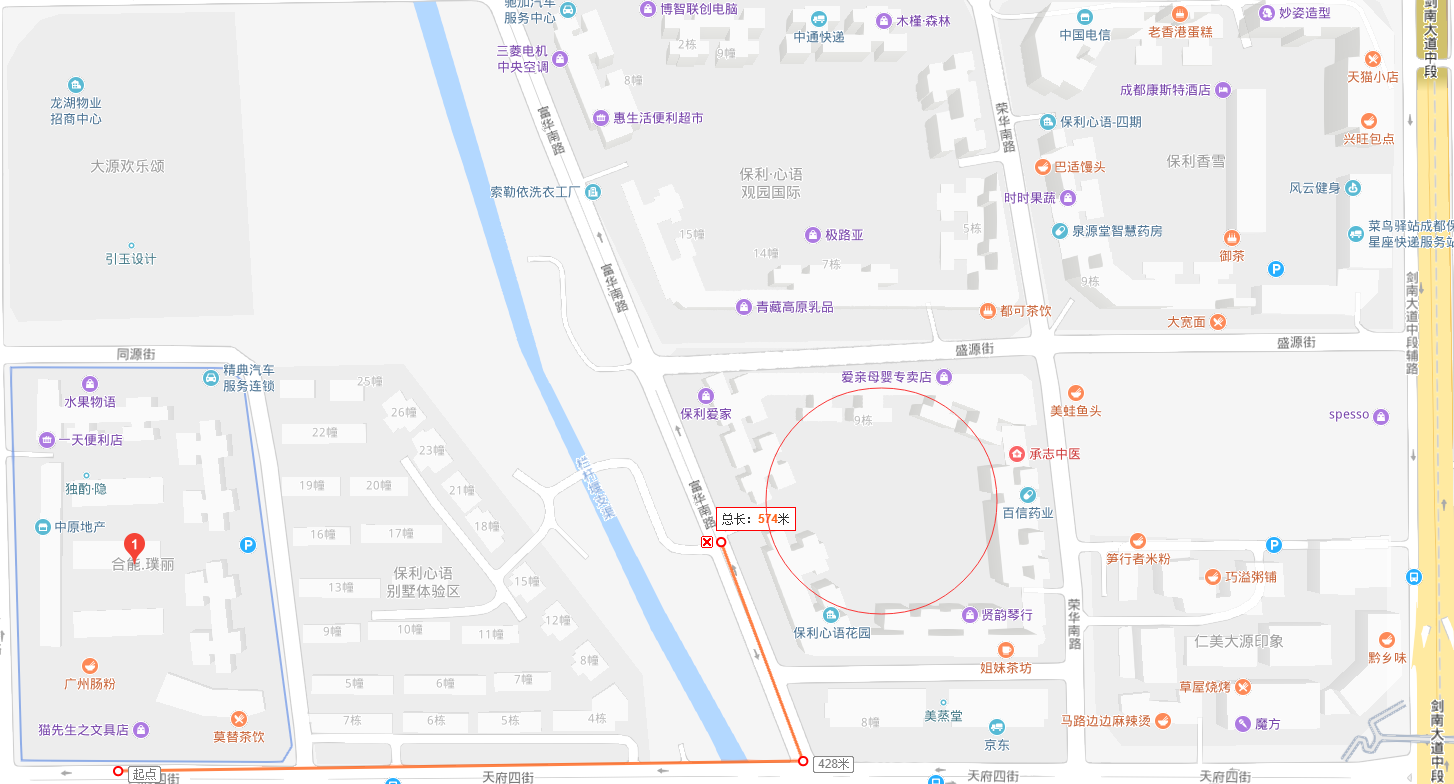 驰加汽车
服务中心
博智联创电脑
中通快递
木槿·森林
中国电信
老香港蛋糕
妙姿造型
剑南大道中段
三菱电机
中央空调
2栋
9幢
8幢
天猫小店
龙湖物业
招商中心
惠生活便利超市
富华南路
荣华南路
成都康斯特酒店
保利心语-四期
兴旺包点
大源欢乐颂
保利·心语
观园国际
巴适馒头
保利香雪
索勒依洗衣工厂
时时果蔬
风云健身
15幢
极路亚
5栋
泉源堂智慧药房
菜鸟驿站成都保
星座快递服务站
引玉设计
14幢
7栋
御茶
富华南路
9栋
P
青藏高原乳品
都可茶饮
大宽面
剑南大道中段辅路
同源街
盛源街
盛源街
精典汽车
服务连锁
水果物语
25幢
爱亲母婴专卖店
保利爱家
9栋
美蛙鱼头
spesso
26幢
22幢
一天便利店
23幢
承志中医
独酌·隐
19幢
20幢
21幢
富华南路
百信药业
总长：574米
中原地产
16幢
17幢
18幢
1
合能.璞丽
P
笋行者米粉
P
保利心语
别墅体验区
13幢
15幢
巧溢粥铺
荣华南路
9幢
10幢
11幢
12幢
保利心语花园
贤韵琴行
仁美大源印象
广州肠粉
8幢
姐妹茶坊
黔乡味
5幢
6幢
7幢
草屋烧烤
猫先生之文具店
莫替茶饮
7栋
6栋
5栋
4栋
8幢
美蒸堂
京东
马路边边麻辣烫
魔方
剑南大道中段
起点
四街
天府四街
428米
天府四街
天府四街